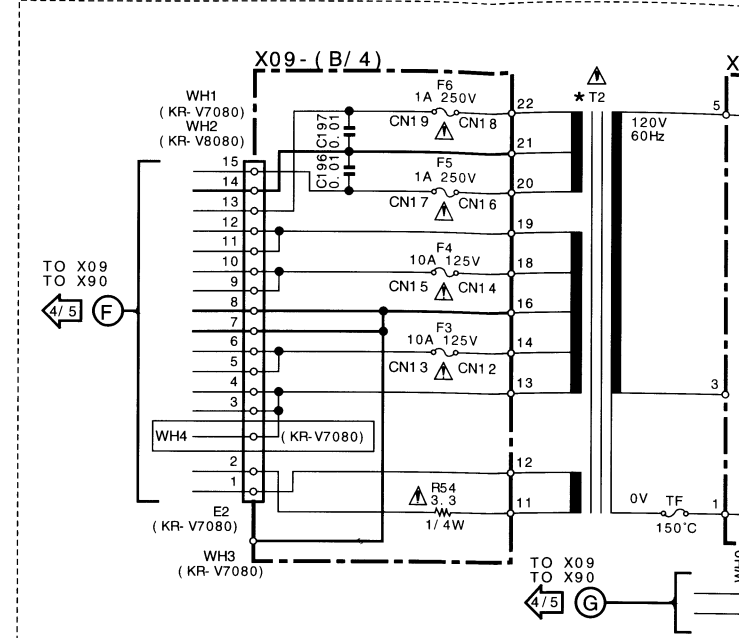 X09-(B/4)
X
WH1
(KR-V7080)
WH2
(KR-V8080)
F6
1A 250V
CN19 CN18
C197
0.01
C196
0.01
F5
1A 250V
CN17 CN16
22
21
20
19
18
16
14
13
12
11
* T2
120V
60Hz
5
3
1
15
14
13
12
11
10
9
8
7
6
5
4
3
2
1
TO X09
TO X90
4/5
F
F4
10A 125V
CN15 CN14
F3
10A 125V
CN13 CN12
WH4
(KR-V7080)
R54
3.3
1/4W
0V
TF
150°C
E2
(KR-V7080)
WH3
(KR-V7080)
TO X09
TO X90
4/5
G